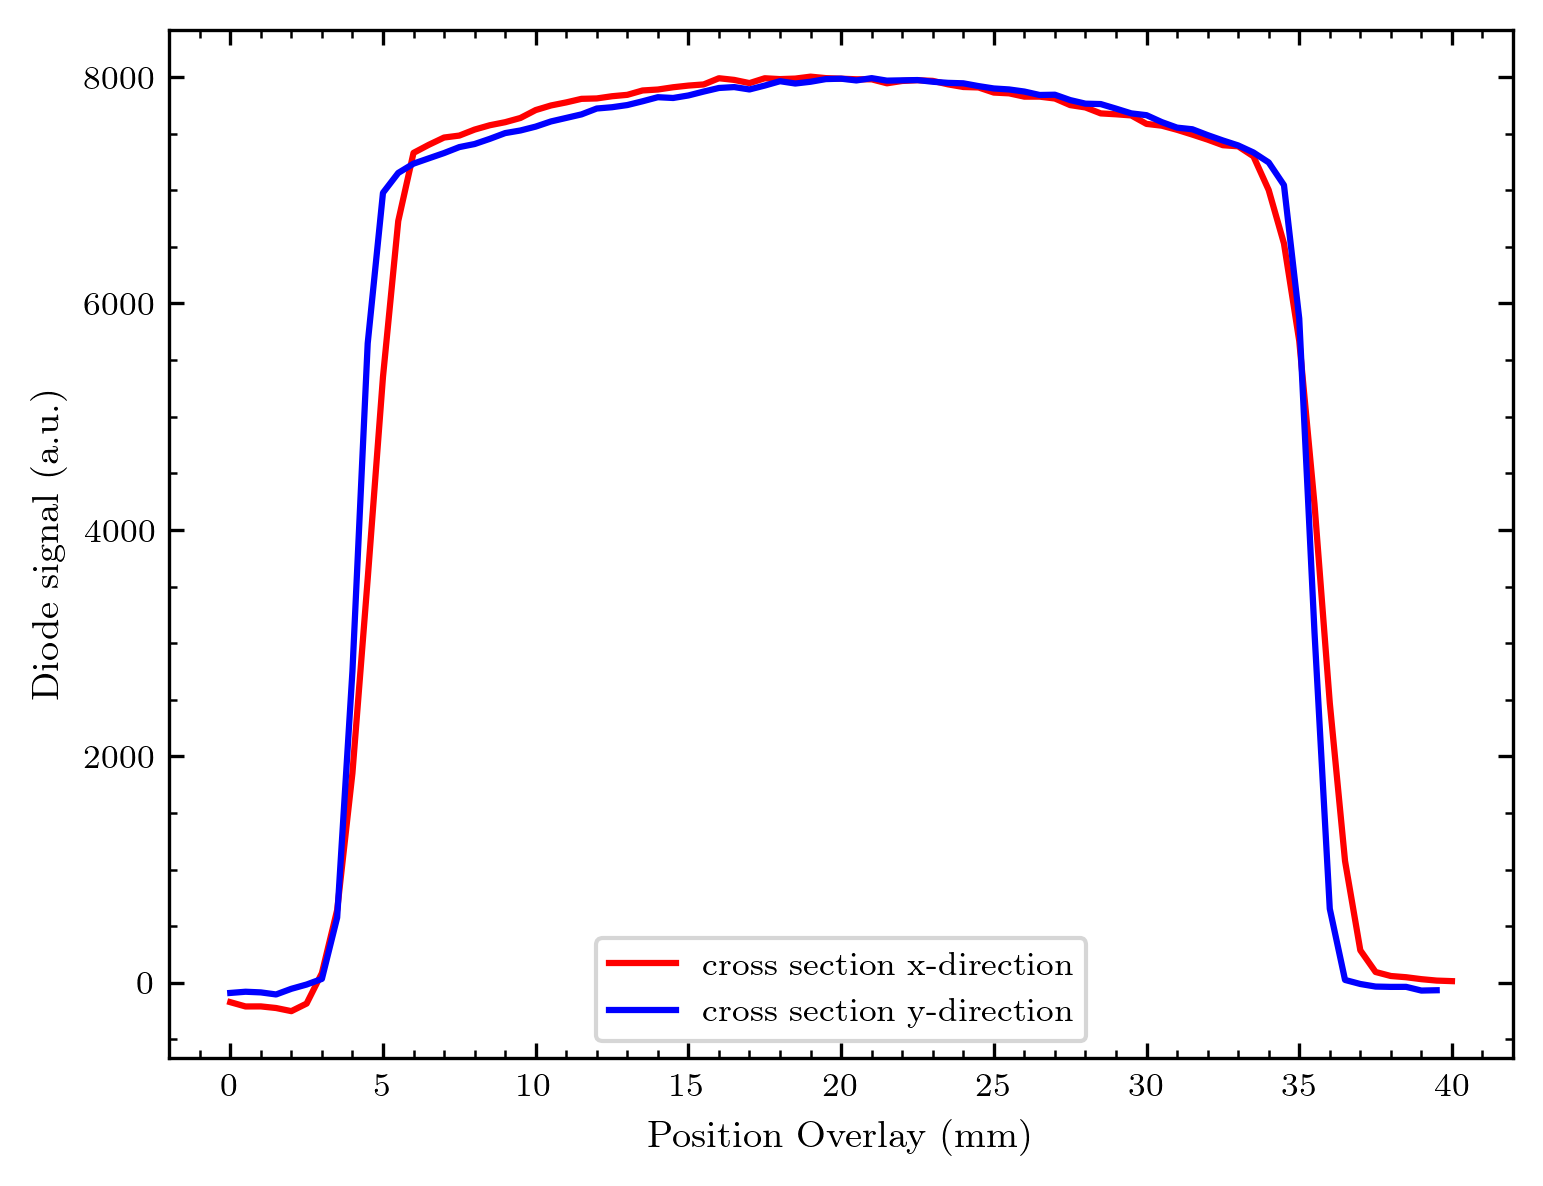 8000
6000
4000
2000
0
Diode signal (a.u.)
cross section x-direction
cross section y-direction
0 5 10 15 20 25 30 35 40
Position Overlay (mm)